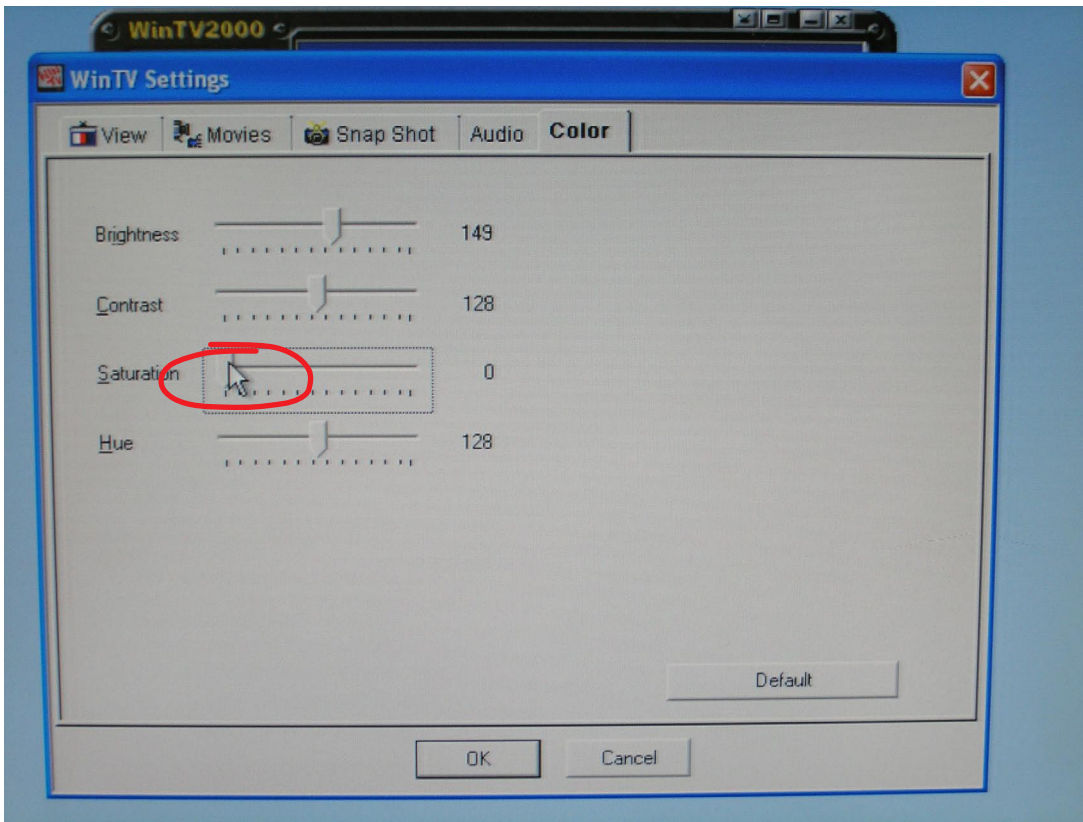 WinTV2000
WinTV Settings
View Movies Snap Shot Audio Color
Brightness 149
Contrast 128
Saturation 0
Hue 128
Default
OK Cancel